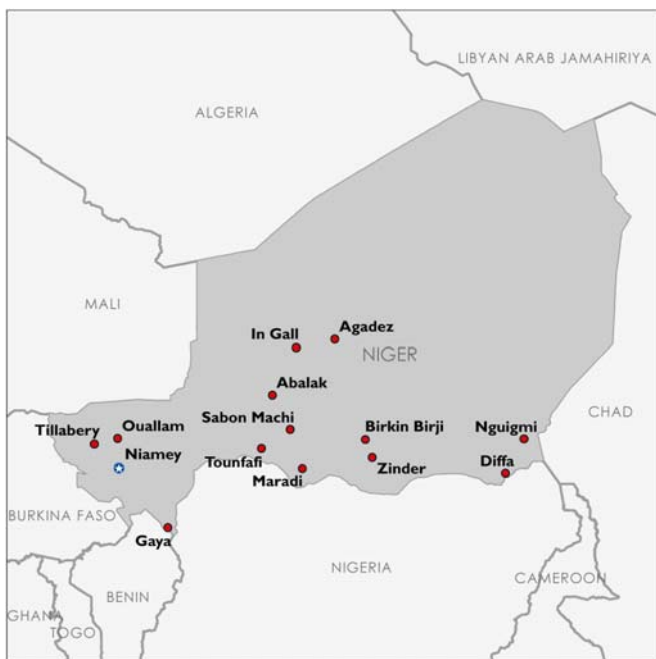 LIBYAN ARAB JAMAHIRIYA
ALGERIA
MALI
Agadez
In Gall
NIGER
Abalak
CHAD
Sabon Machi
Ouallam
Birkin Birji
Nguigmi
Tillabery
Niamey
Tounfafi
Zinder
Diffa
Maradi
BURKINA FASO
Gaya
NIGERIA
CAMEROON
BENIN
GHANA
TOGO